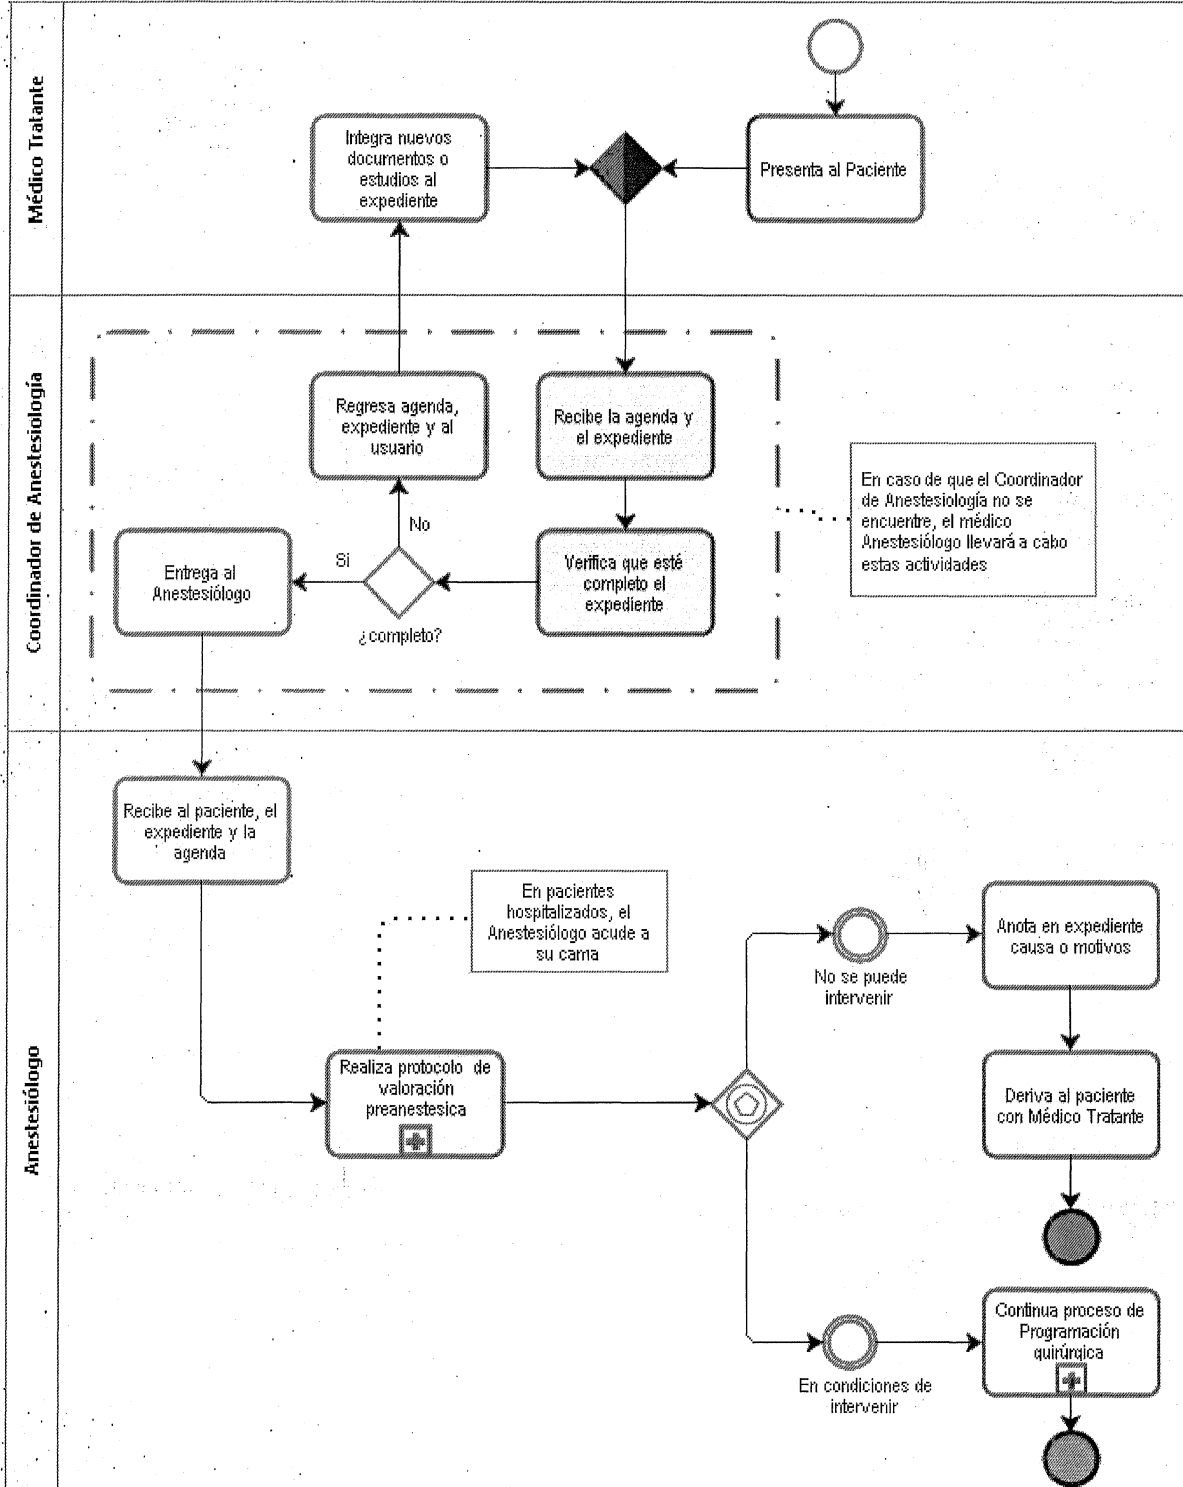 Médico Tratante
Integra nuevos
documentos o
estudios al
expediente
Presenta al Paciente
Coordinador de Anestesiología
Regresa agenda,
expediente y al
usuario
Recibe la agenda y
el expediente
En caso de que el Coordinador
de Anestesiología no se
encuentre, el médico
Anestesiólogo llevará a cabo
estas actividades
No
Si
Entrega al
Anestesiólogo
Verifica que esté
completo el
expediente
¿completo?
Anestesiólogo
Recibe al paciente, el
expediente y la
agenda
En pacientes
hospitalizados, el
Anestesiólogo acude a
su cama
Anota en expediente
causa o motivos
No se puede
intervenir
Realiza protocolo de
valoración
preanestesica
Deriva al paciente
con Médico Tratante
Continua proceso de
Programación
quirúrgica
En condiciones de
intervenir